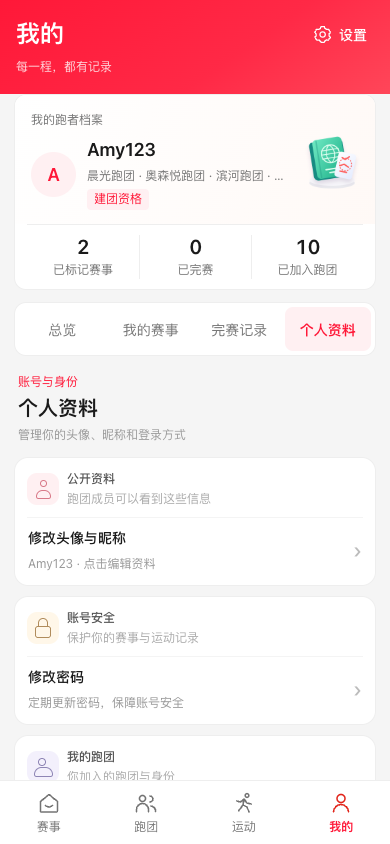 我的
设置
每一程，都有记录
我的跑者档案
A
Amy123
晨光跑团 · 奥森悦跑团 · 滨河跑团 · ...
建团资格
2
0
10
已标记赛事
已完赛
已加入跑团
总览
我的赛事
完赛记录
个人资料
账号与身份
个人资料
管理你的头像、昵称和登录方式
公开资料
跑团成员可以看到这些信息
修改头像与昵称
Amy123 · 点击编辑资料
账号安全
保护你的赛事与运动记录
修改密码
定期更新密码，保障账号安全
我的跑团
你加入的跑团与身份
赛事
跑团
运动
我的